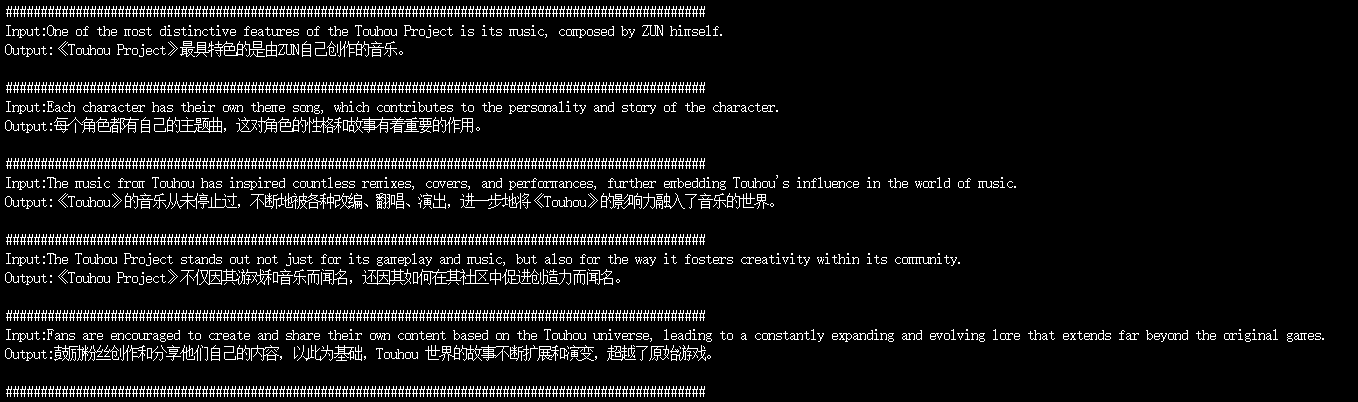 ####################################################################################################
Input:One of the most distinctive features of the Touhou Project is its music, composed by ZUN himself.
Output:《Touhou Project》最具特色的是由ZUN自己创作的音乐。
####################################################################################################
Input:Each character has their own theme song, which contributes to the personality and story of the character.
Output:每个角色都有自己的主题曲，这对角色的性格和故事有着重要的作用。
####################################################################################################
Input:The music from Touhou has inspired countless remixes, covers, and performances, further embedding Touhou's influence in the world of music.
Output:《Touhou》的音乐从未停止过，不断地被各种改编、翻唱、演出，进一步地将《Touhou》的影响力融入了音乐的世界。
####################################################################################################
Input:The Touhou Project stands out not just for its gameplay and music, but also for the way it fosters creativity within its community.
Output:《Touhou Project》不仅因其游戏和音乐而闻名，还因其如何在其社区中促进创造力而闻名。
####################################################################################################
Input:Fans are encouraged to create and share their own content based on the Touhou universe, leading to a constantly expanding and evolving lore that extends far beyond the original games.
Output:鼓励粉丝创作和分享他们自己的内容，以此为基础，Touhou 世界的故事不断扩展和演变，超越了原始游戏。
####################################################################################################